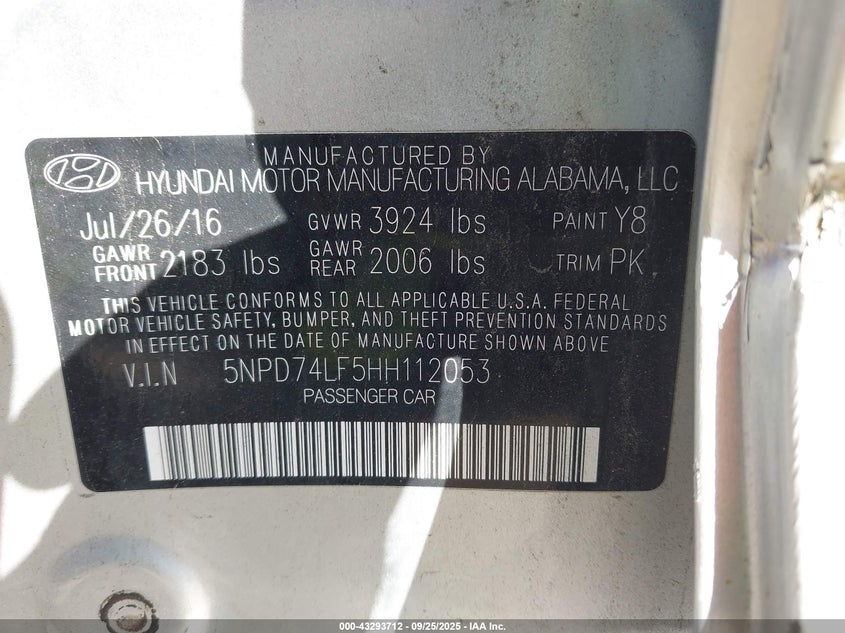 MANUFACTURED BY
HYUNDAI MOTOR MANUFACTURING ALABAMA, LLC
Jul/26/16 GVWR 3924 lbs PAINT Y8
GAWR FRONT 2183 lbs GAWR REAR 2006 lbs TRIM PK
THIS VEHICLE CONFORMS TO ALL APPLICABLE U.S.A. FEDERAL
MOTOR VEHICLE SAFETY, BUMPER, AND THEFT PREVENTION STANDARDS
IN EFFECT ON THE DATE OF MANUFACTURE SHOWN ABOVE
V.I.N 5NPD74LF5HH112053
PASSENGER CAR
000-43293712 - 09/25/2025 - IAA Inc.